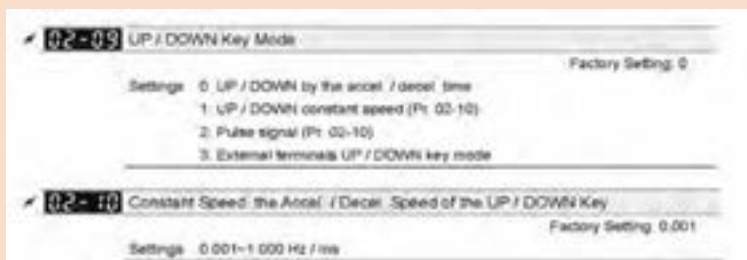 02-09 UP / DOWN Key Mode
Factory Setting: 0
Settings 0: UP / DOWN by the accel. / decel. time
1: UP / DOWN constant speed (Pr. 02-10)
2: Pulse signal (Pr. 02-10)
3: External terminals UP / DOWN key mode
02-10 Constant Speed. the Accel. / Decel. Speed of the UP / DOWN Key
Factory Setting: 0.001
Settings 0.001~1.000 Hz / ms